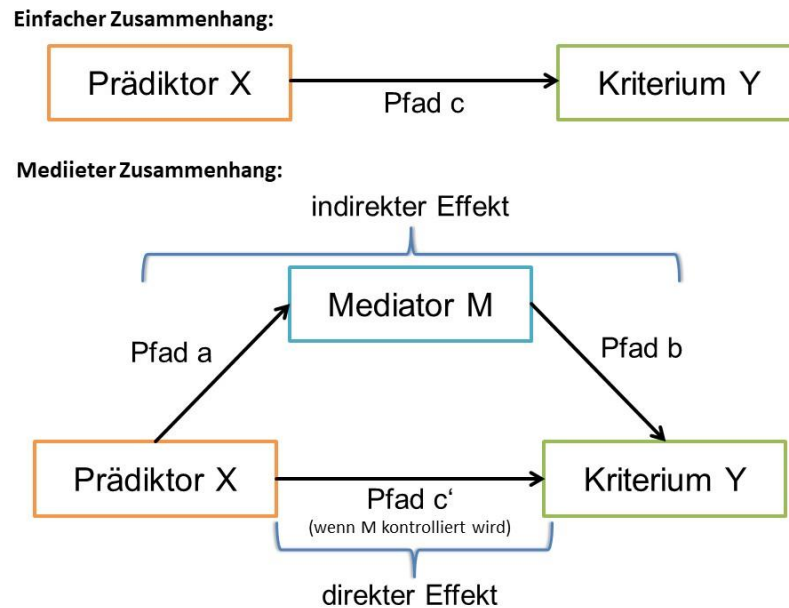 Einfacher Zusammenhang:
Prädiktor X
Pfad c
Kriterium Y
Mediieter Zusammenhang:
indirekter Effekt
Mediator M
Pfad a
Pfad b
Prädiktor X
Pfad c‘
(wenn M kontrolliert wird)
Kriterium Y
direkter Effekt